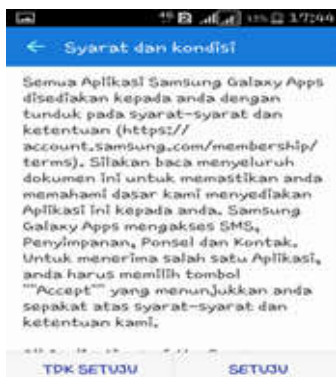 17:44
Syarat dan kondisi
Semua Aplikasi Samsung Galaxy Apps
disediakan kepada anda dengan
tunduk pada syarat-syarat dan
ketentuan (https://
account.samsung.com/membership/
terms). Silakan baca menyeluruh
dokumen ini untuk memastikan anda
memahami dasar kami menyediakan
Aplikasi ini kepada anda. Samsung
Galaxy Apps mengakses SMS,
Penyimpanan, Ponsel dan Kontak.
Untuk menerima salah satu Aplikasi,
anda harus memilih tombol
""Accept"" yang menunjukkan anda
sepakat atas syarat-syarat dan
ketentuan kami.
TDK SETUJU
SETUJU